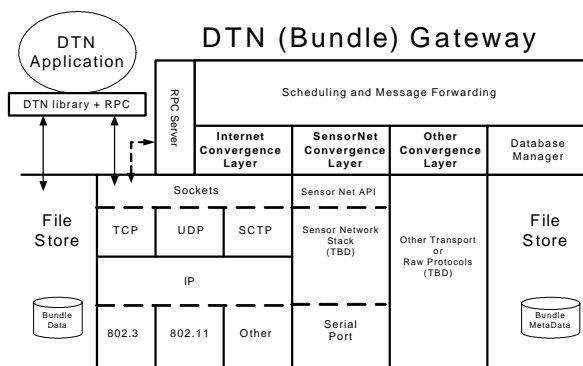 DTN (Bundle) Gateway
DTN
Application
DTN library + RPC
RPC Server
Scheduling and Message Forwarding
Internet
Convergence
Layer
SensorNet
Convergence
Layer
Other
Convergence
Layer
Database
Manager
Sockets
Sensor Net API
File
Store
TCP
UDP
SCTP
Sensor Network
Stack
(TBD)
Other Transport
or
Raw Protocols
(TBD)
File
Store
IP
Bundle
Data
802.3
802.11
Other
Serial
Port
Bundle
MetaData